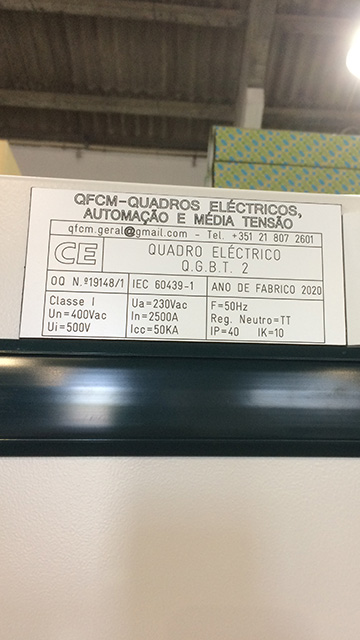 QFCM-QUADROS ELÉCTRICOS,
AUTOMAÇÃO E MÉDIA TENSÃO
qfcm.geral@gmail.com - Tel. +351 21 807 2601
CE
QUADRO ELÉCTRICO
Q.G.B.T. 2
OQ N.º19148/1 IEC 60439-1 ANO DE FABRICO 2020
Classe I Ua=230Vac F=50Hz
Un=400Vac In=2500A Reg. Neutro=TT
Ui=500V Icc=50KA IP=40 IK=10